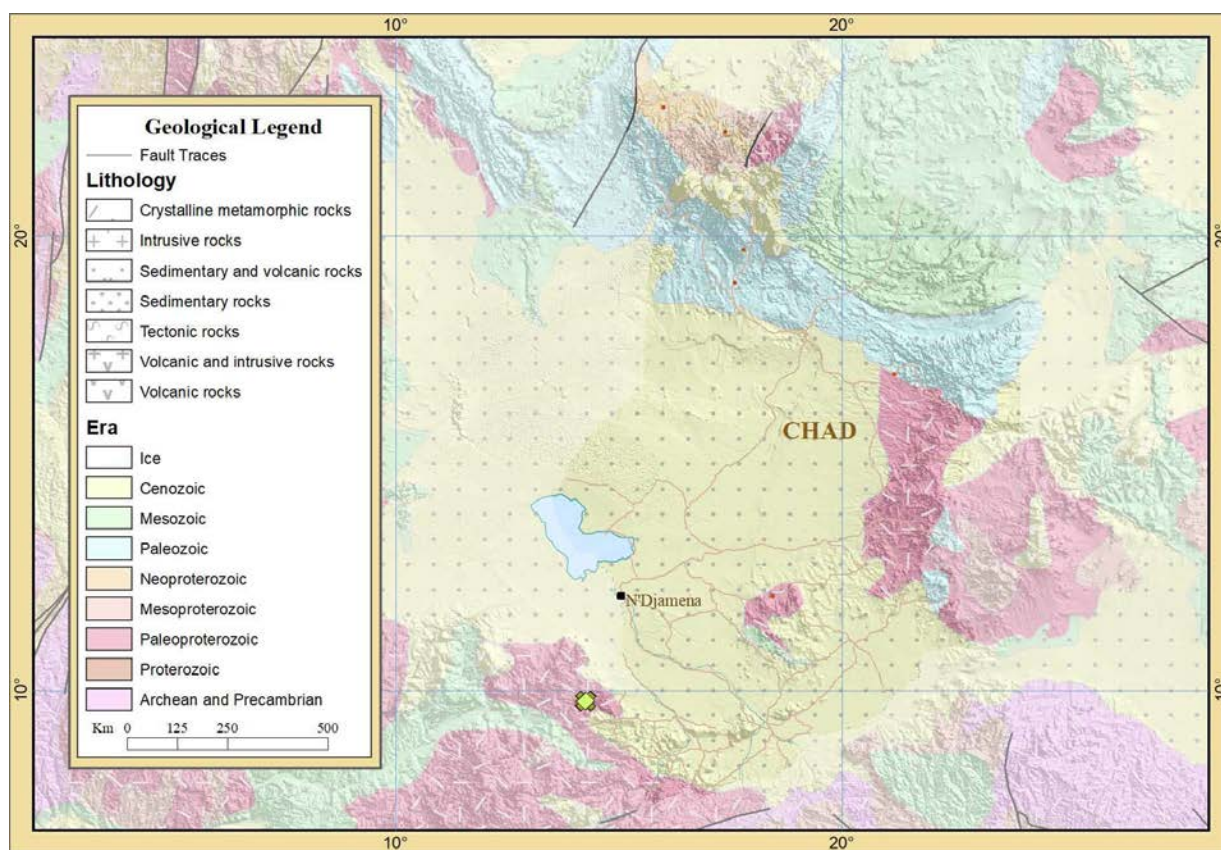 10°
20°
Geological Legend
Fault Traces
Lithology
Crystalline metamorphic rocks
Intrusive rocks
Sedimentary and volcanic rocks
Sedimentary rocks
Tectonic rocks
Volcanic and intrusive rocks
Volcanic rocks
Era
Ice
Cenozoic
Mesozoic
Paleozoic
Neoproterozoic
Mesoproterozoic
Paleoproterozoic
Proterozoic
Archean and Precambrian
Km 0 125 250 500
20°
20°
CHAD
N'Djamena
10°
10°
10°
20°